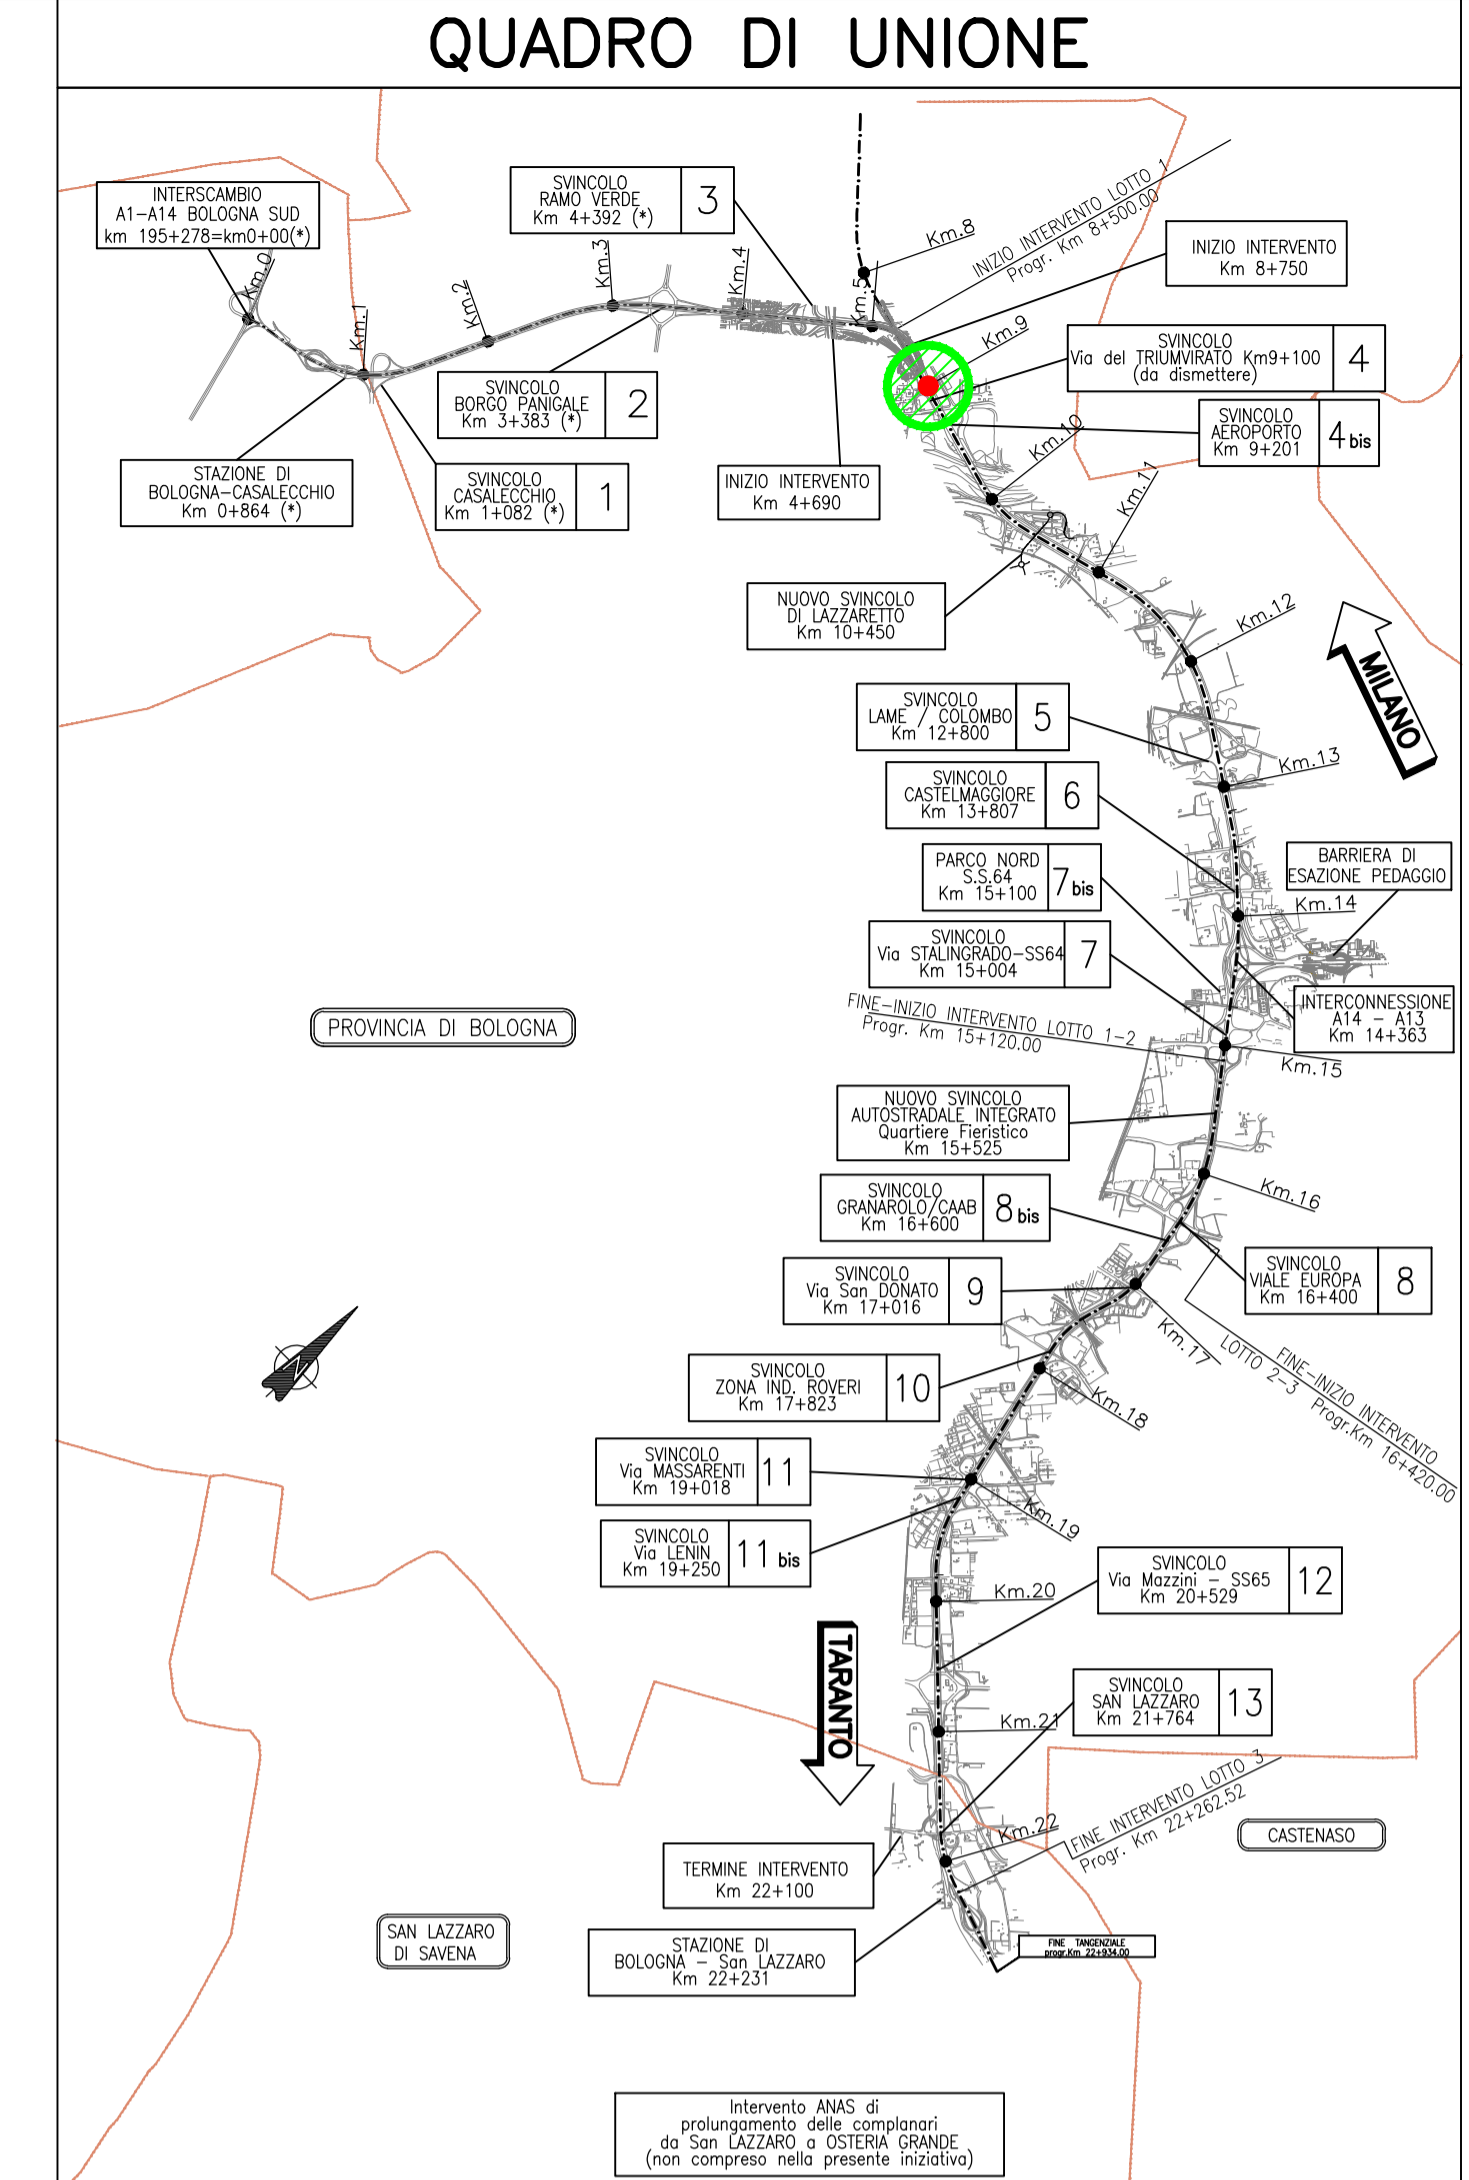 QUADRO DI UNIONE
INTERSCAMBIO
A1-A14 BOLOGNA SUD
km 195+278=km0+00(*)
SVINCOLO
RAMO VERDE
Km 4+392 (*)
3
INIZIO INTERVENTO LOTTO 1
Progr. Km 8+500.00
INIZIO INTERVENTO
Km 8+750
Km.0
Km.1
Km.2
Km.3
Km.4
Km.5
Km.8
Km.9
SVINCOLO
Via del TRIUMVIRATO Km9+100
(da dismettere)
4
SVINCOLO
BORGO PANIGALE
Km 3+383 (*)
2
SVINCOLO
AEROPORTO
Km 9+201
4 bis
STAZIONE DI
BOLOGNA-CASALECCHIO
Km 0+864 (*)
SVINCOLO
CASALECCHIO
Km 1+082 (*)
1
INIZIO INTERVENTO
Km 4+690
Km.10
Km.11
NUOVO SVINCOLO
DI LAZZARETTO
Km 10+450
Km.12
MILANO
SVINCOLO
LAME / COLOMBO
Km 12+800
5
Km.13
SVINCOLO
CASTELMAGGIORE
Km 13+807
6
PARCO NORD
S.S.64
Km 15+100
7 bis
BARRIERA DI
ESAZIONE PEDAGGIO
Km.14
SVINCOLO
Via STALINGRADO-SS64
Km 15+004
7
INTERCONNESSIONE
A14 - A13
Km 14+363
FINE-INIZIO INTERVENTO LOTTO 1-2
Progr. Km 15+120.00
PROVINCIA DI BOLOGNA
Km.15
NUOVO SVINCOLO
AUTOSTRADALE INTEGRATO
Quartiere Fieristico
Km 15+525
Km.16
SVINCOLO
GRANAROLO/CAAB
Km 16+600
8 bis
SVINCOLO
VIALE EUROPA
Km 16+400
8
SVINCOLO
Via San DONATO
Km 17+016
9
Km.17
FINE-INIZIO INTERVENTO
LOTTO 2-3 Progr.Km 16+420.00
SVINCOLO
ZONA IND. ROVERI
Km 17+823
10
Km.18
SVINCOLO
Via MASSARENTI
Km 19+018
11
Km.19
SVINCOLO
Via LENIN
Km 19+250
11 bis
SVINCOLO
Via Mazzini - SS65
Km 20+529
12
Km.20
TARANTO
SVINCOLO
SAN LAZZARO
Km 21+764
13
Km.21
FINE INTERVENTO LOTTO 3
Progr. Km 22+262.52
Km.22
CASTENASO
TERMINE INTERVENTO
Km 22+100
SAN LAZZARO
DI SAVENA
STAZIONE DI
BOLOGNA - San LAZZARO
Km 22+231
FINE TANGENZIALE
progr.Km 22+934.00
Intervento ANAS di
prolungamento delle complanari
da San LAZZARO a OSTERIA GRANDE
(non compreso nella presente iniziativa)